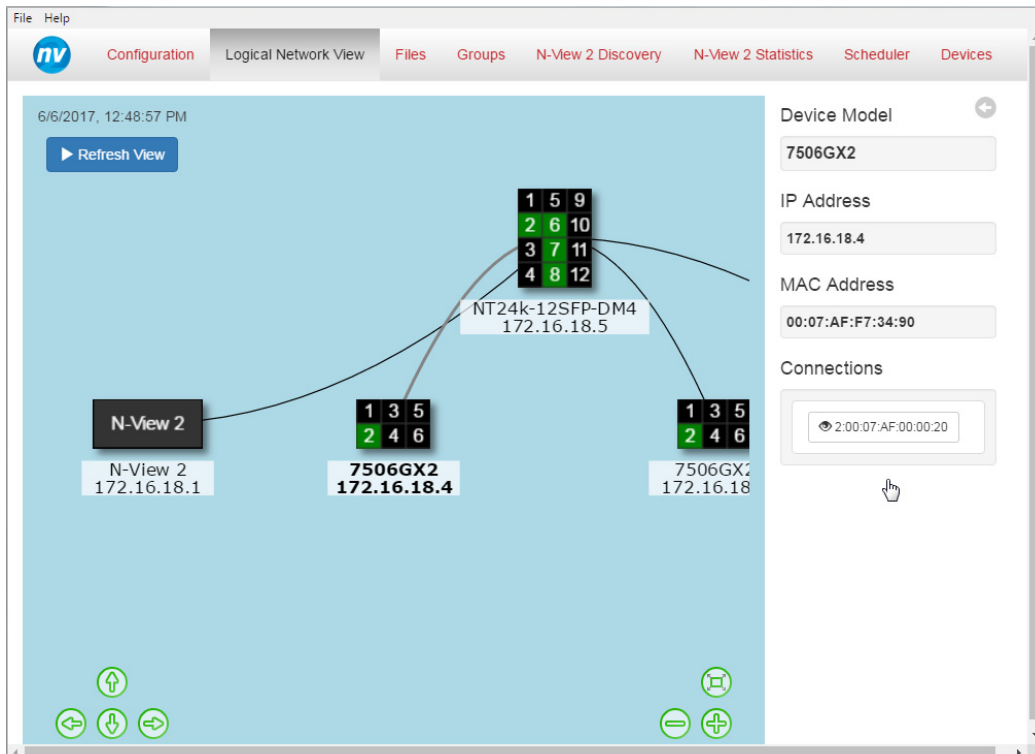 File Help
nv Configuration Logical Network View Files Groups N-View 2 Discovery N-View 2 Statistics Scheduler Devices
6/6/2017, 12:48:57 PM
Refresh View
1 5 9
2 6 10
3 7 11
4 8 12
NT24k-12SFP-DM4
172.16.18.5
N-View 2
N-View 2
172.16.18.1
1 3 5
2 4 6
7506GX2
172.16.18.4
1 3 5
2 4 6
7506GX2
172.16.18
Device Model
7506GX2
IP Address
172.16.18.4
MAC Address
00:07:AF:F7:34:90
Connections
2:00:07:AF:00:00:20